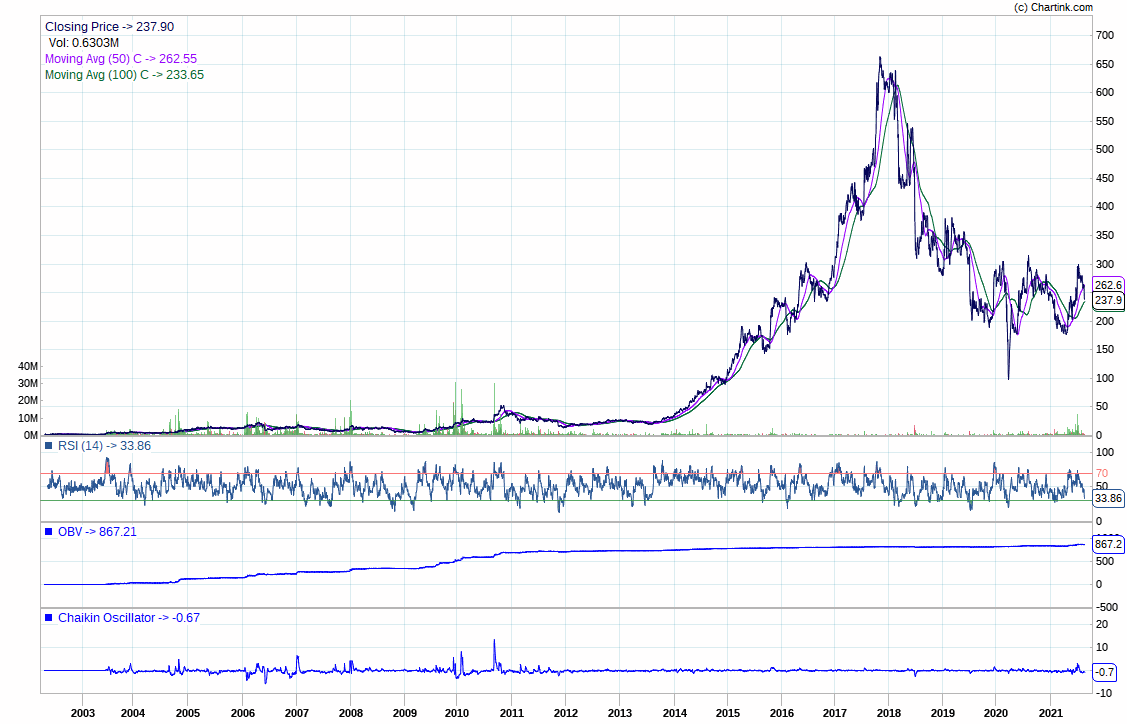 (c) Chartink.com
Closing Price -> 237.90
Vol: 0.6303M
Moving Avg (50) C -> 262.55
Moving Avg (100) C -> 233.65
700
650
600
550
500
450
400
350
300
262.6
237.9
200
150
100
50
0
40M
30M
20M
10M
0M
RSI (14) -> 33.86
100
70
50
33.86
0
OBV -> 867.21
867.2
500
0
-500
Chaikin Oscillator -> -0.67
20
10
-0.7
-10
2003 2004 2005 2006 2007 2008 2009 2010 2011 2012 2013 2014 2015 2016 2017 2018 2019 2020 2021